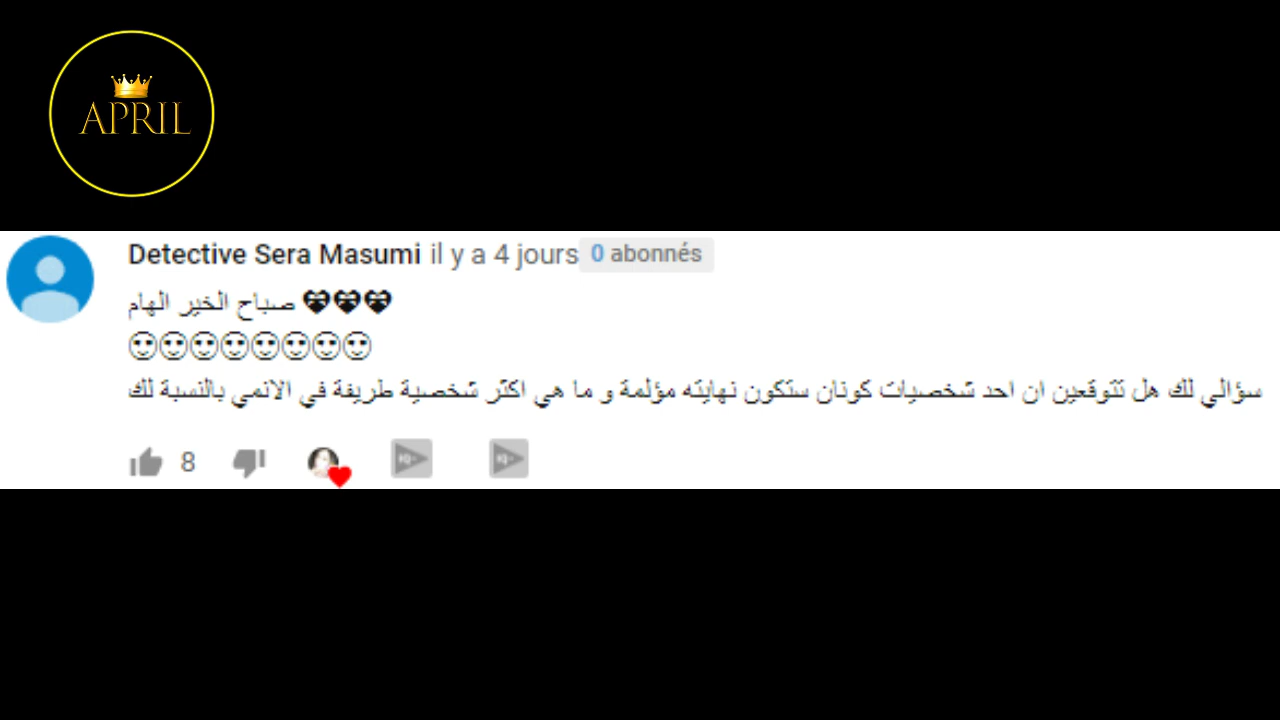 APRIL
Detective Sera Masumi il y a 4 jours 0 abonnés
صباح الخير الهام
سؤالي لك هل تتوقعين ان احد شخصيات كونان ستكون نهايته مؤلمة و ما هي اكثر شخصية طريفة في الانمي بالنسبة لك
8